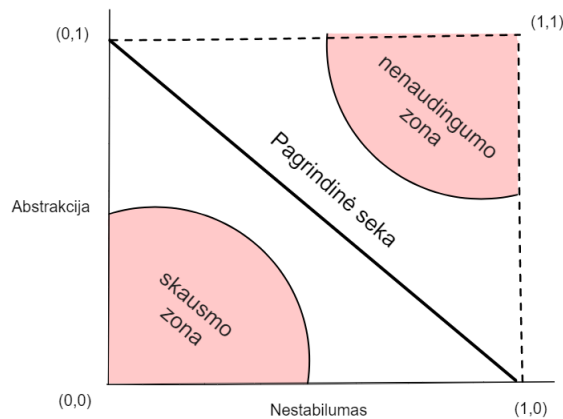 (0,1)
(1,1)
nenaudingumo
zona
Pagrindinė seka
Abstrakcija
skausmo
zona
(0,0)
Nestabilumas
(1,0)